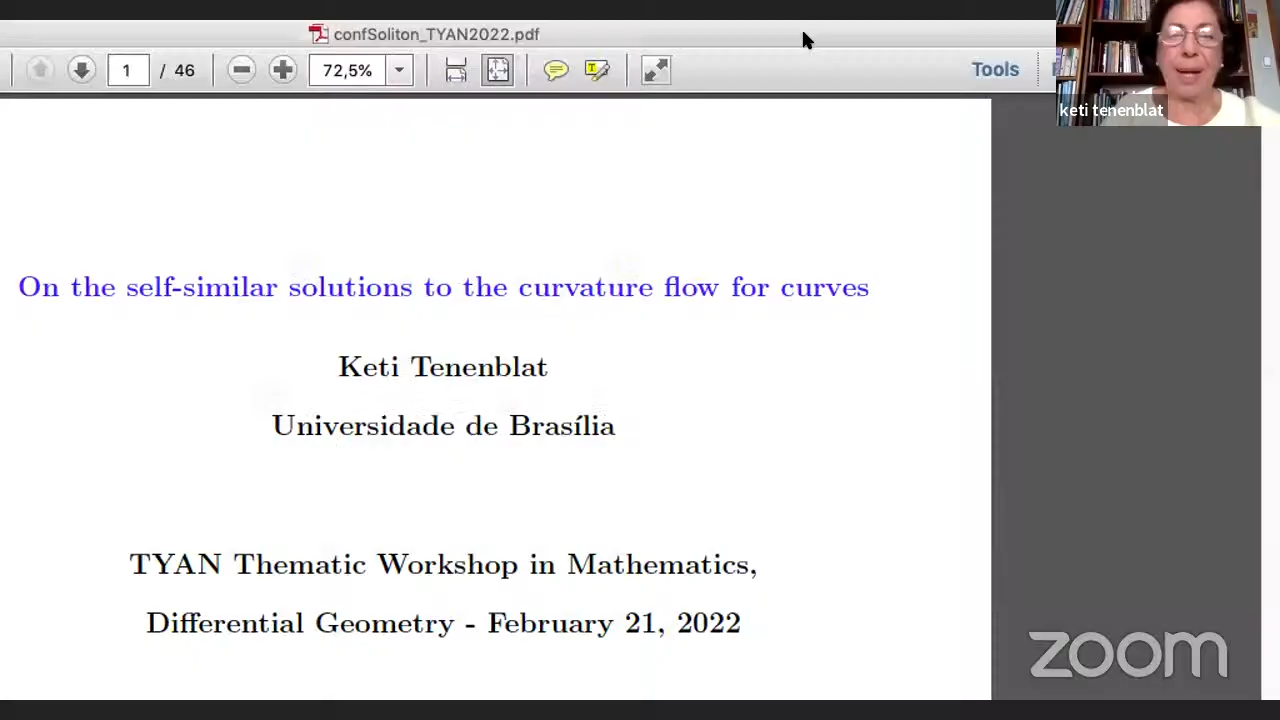 confSoliton_TYAN2022.pdf
1 / 46
72,5%
Tools
keti tenenblat
On the self-similar solutions to the curvature flow for curves
Keti Tenenblat
Universidade de Brasília
TYAN Thematic Workshop in Mathematics,
Differential Geometry - February 21, 2022
zoom